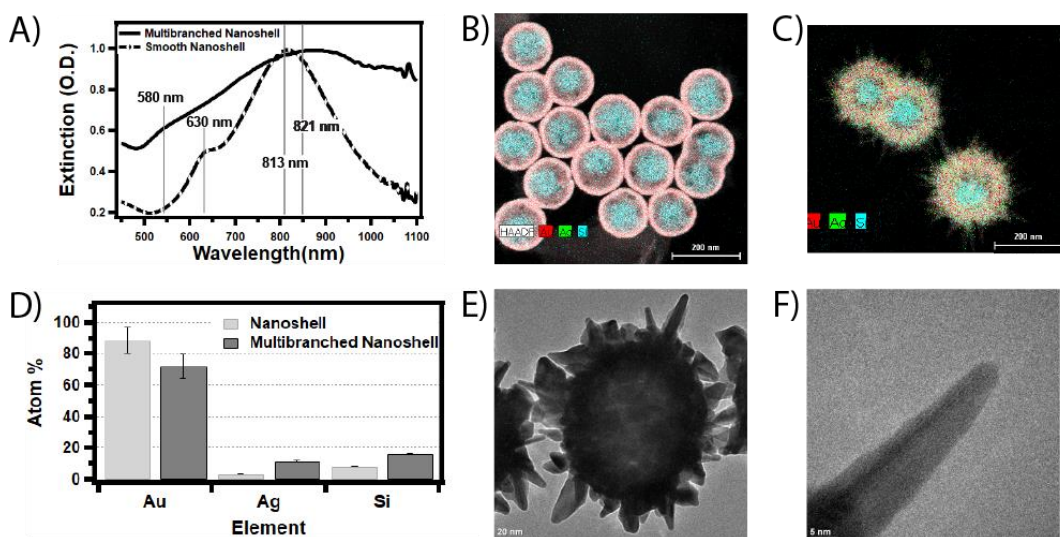 A)
Multibranched Nanoshell
Smooth Nanoshell
1.0
0.8
0.6
0.4
0.2
580 nm
630 nm
821 nm
813 nm
Extinction (O.D.)
500 600 700 800 900 1000 1100
Wavelength(nm)
B)
HAADF Au Ag Si
200 nm
C)
Au Ag Si
200 nm
D)
Nanoshell
Multibranched Nanoshell
100
80
60
40
20
0
Atom %
Au Ag Si
Element
E)
20 nm
F)
5 nm